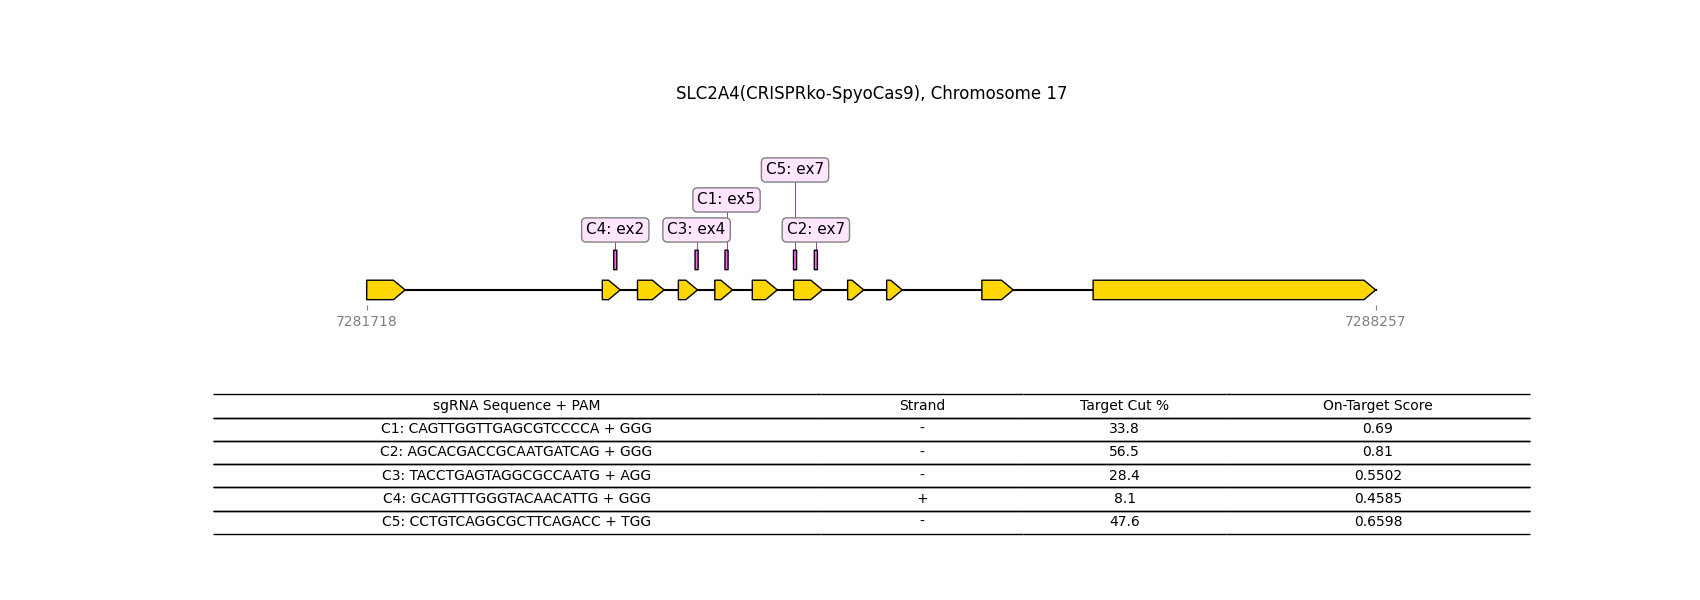 SLC2A4(CRISPRko-SpyoCas9), Chromosome 17
C5: ex7
C1: ex5
C4: ex2 C3: ex4 C2: ex7
7281718 7288257
sgRNA Sequence + PAM Strand Target Cut % On-Target Score
C1: CAGTTGGTTGAGCGTCCCCA + GGG - 33.8 0.69
C2: AGCACGACCGCAATGATCAG + GGG - 56.5 0.81
C3: TACCTGAGTAGGCGCCAATG + AGG - 28.4 0.5502
C4: GCAGTTTGGGTACAACATTG + GGG + 8.1 0.4585
C5: CCTGTCAGGCGCTTCAGACC + TGG - 47.6 0.6598